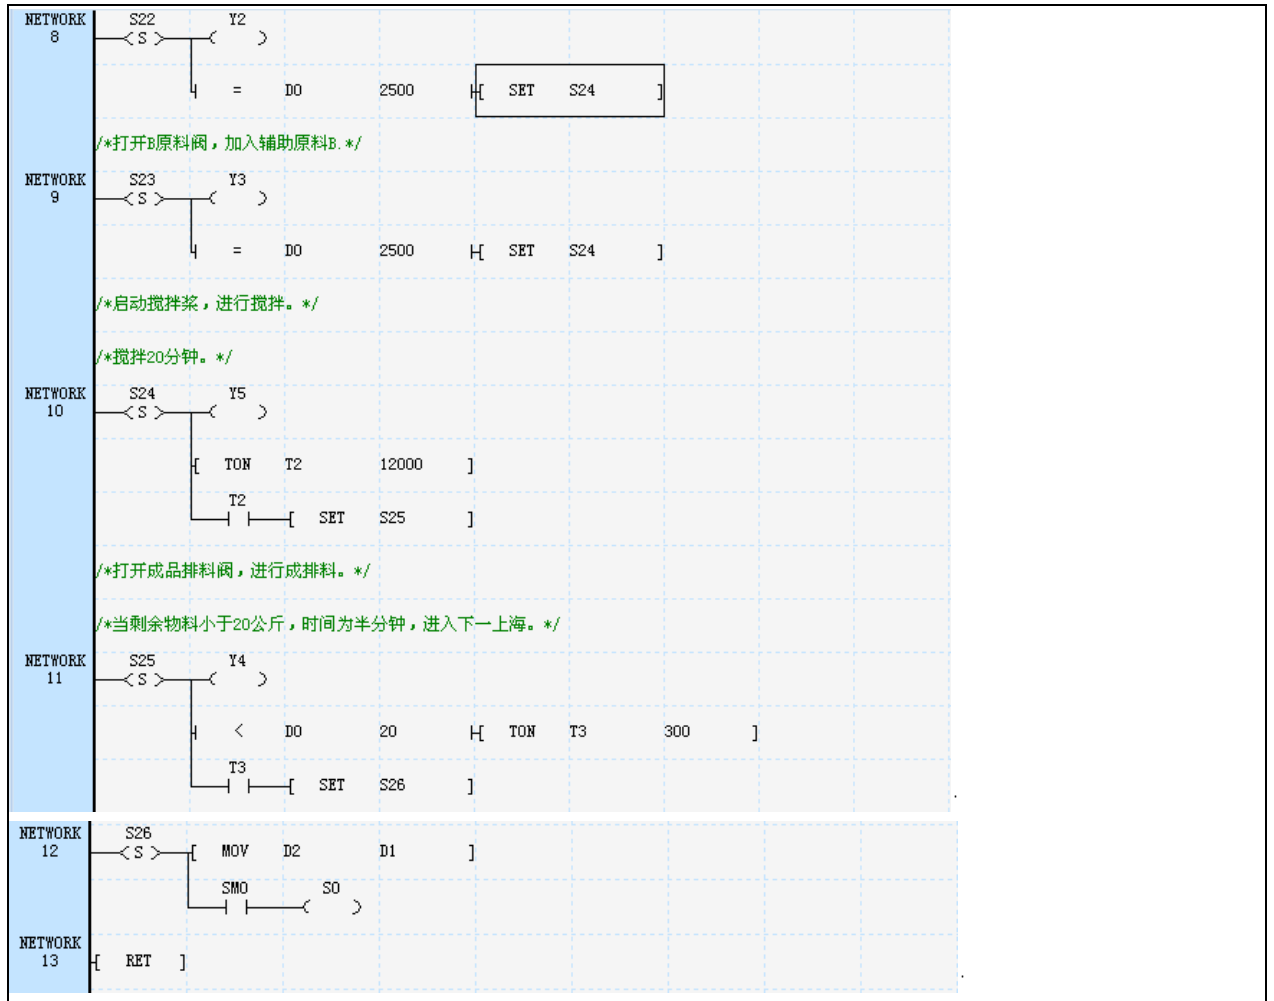 NETWORK 8
S22 Y2
S
= D0 2500 [ SET S24 ]
/*打开B原料阀，加入辅助原料B.*/
NETWORK 9
S23 Y3
S
= D0 2500 [ SET S24 ]
/*启动搅拌桨，进行搅拌。*/
/*搅拌20分钟。*/
NETWORK 10
S24 Y5
S
[ TON T2 12000 ]
T2
[ SET S25 ]
/*打开成品排料阀，进行成排料。*/
/*当剩余物料小于20公斤，时间为半分钟，进入下一上海。*/
NETWORK 11
S25 Y4
S
< D0 20 [ TON T3 300 ]
T3
[ SET S26 ]
NETWORK 12
S26
S [ MOV D2 D1 ]
SM0 S0
NETWORK 13
[ RET ]